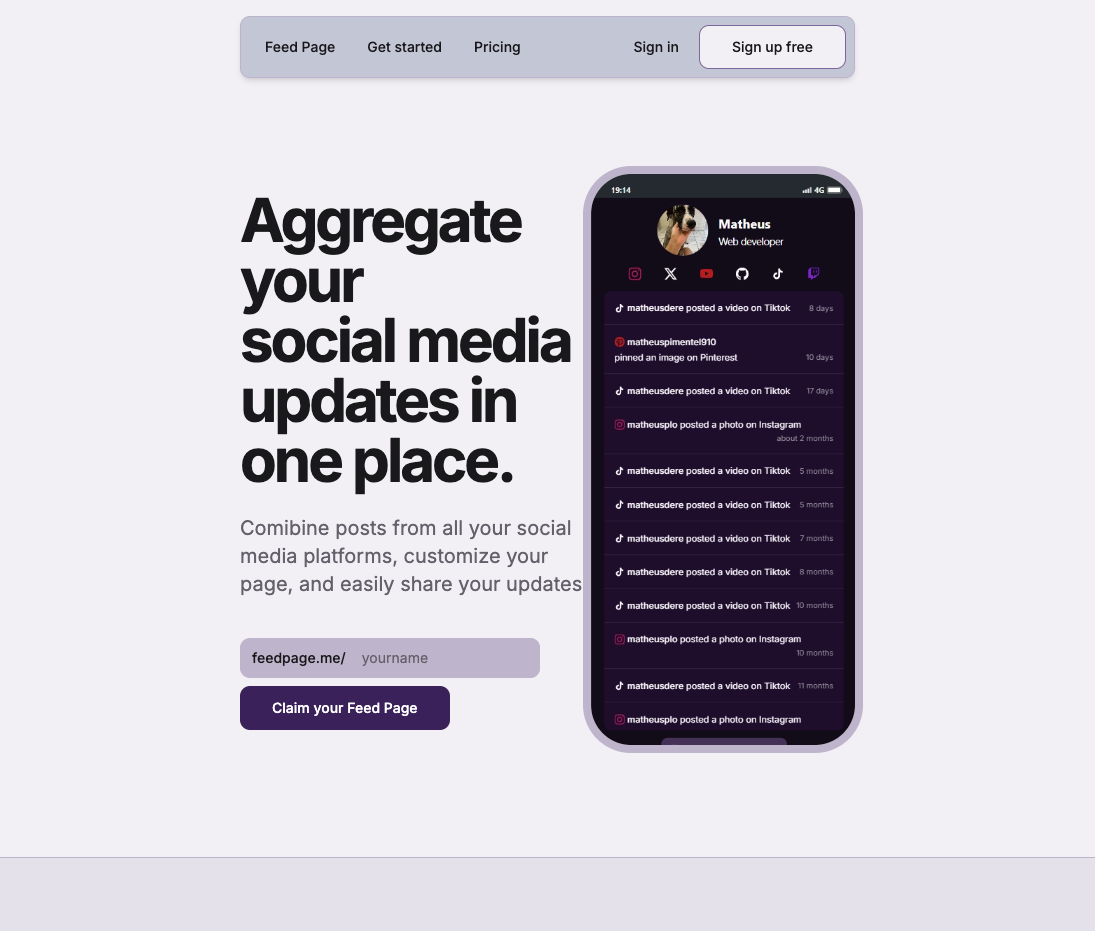 Feed Page Get started Pricing Sign in Sign up free
Aggregate
your
social media
updates in
one place.
Comibine posts from all your social
media platforms, customize your
page, and easily share your updates
feedpage.me/ yourname
Claim your Feed Page
19:14 4G
Matheus
Web developer
matheusdere posted a video on Tiktok 8 days
matheuspimentel910
pinned an image on Pinterest 10 days
matheusdere posted a video on Tiktok 17 days
matheusplo posted a photo on Instagram
about 2 months
matheusdere posted a video on Tiktok 5 months
matheusdere posted a video on Tiktok 5 months
matheusdere posted a video on Tiktok 7 months
matheusdere posted a video on Tiktok 8 months
matheusdere posted a video on Tiktok 10 months
matheusplo posted a photo on Instagram
10 months
matheusdere posted a video on Tiktok 11 months
matheusplo posted a photo on Instagram